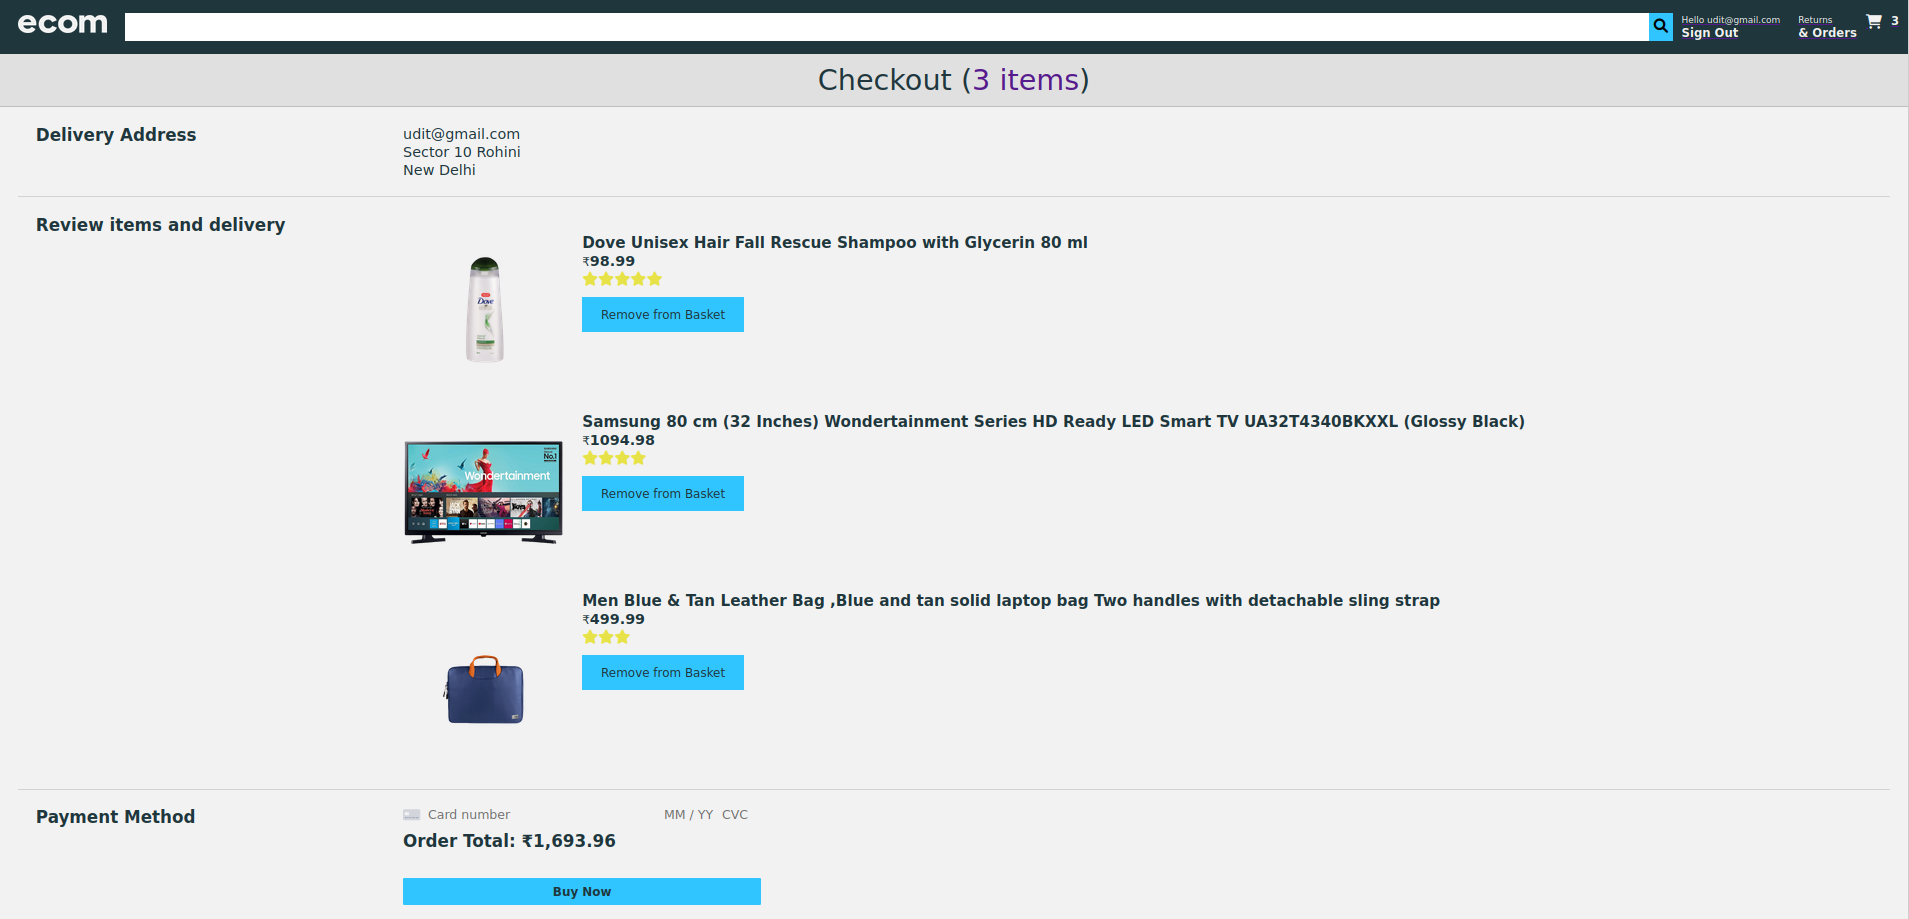 ecom
Hello udit@gmail.com
Sign Out
Returns
& Orders
3
Checkout (3 items)
Delivery Address
udit@gmail.com
Sector 10 Rohini
New Delhi
Review items and delivery
Dove Unisex Hair Fall Rescue Shampoo with Glycerin 80 ml
₹98.99
Remove from Basket
Dove
Samsung 80 cm (32 Inches) Wondertainment Series HD Ready LED Smart TV UA32T4340BKXXL (Glossy Black)
₹1094.98
Remove from Basket
No.1
Wondertainment
Men Blue & Tan Leather Bag ,Blue and tan solid laptop bag Two handles with detachable sling strap
₹499.99
Remove from Basket
Payment Method
Card number MM / YY CVC
Order Total: ₹1,693.96
Buy Now